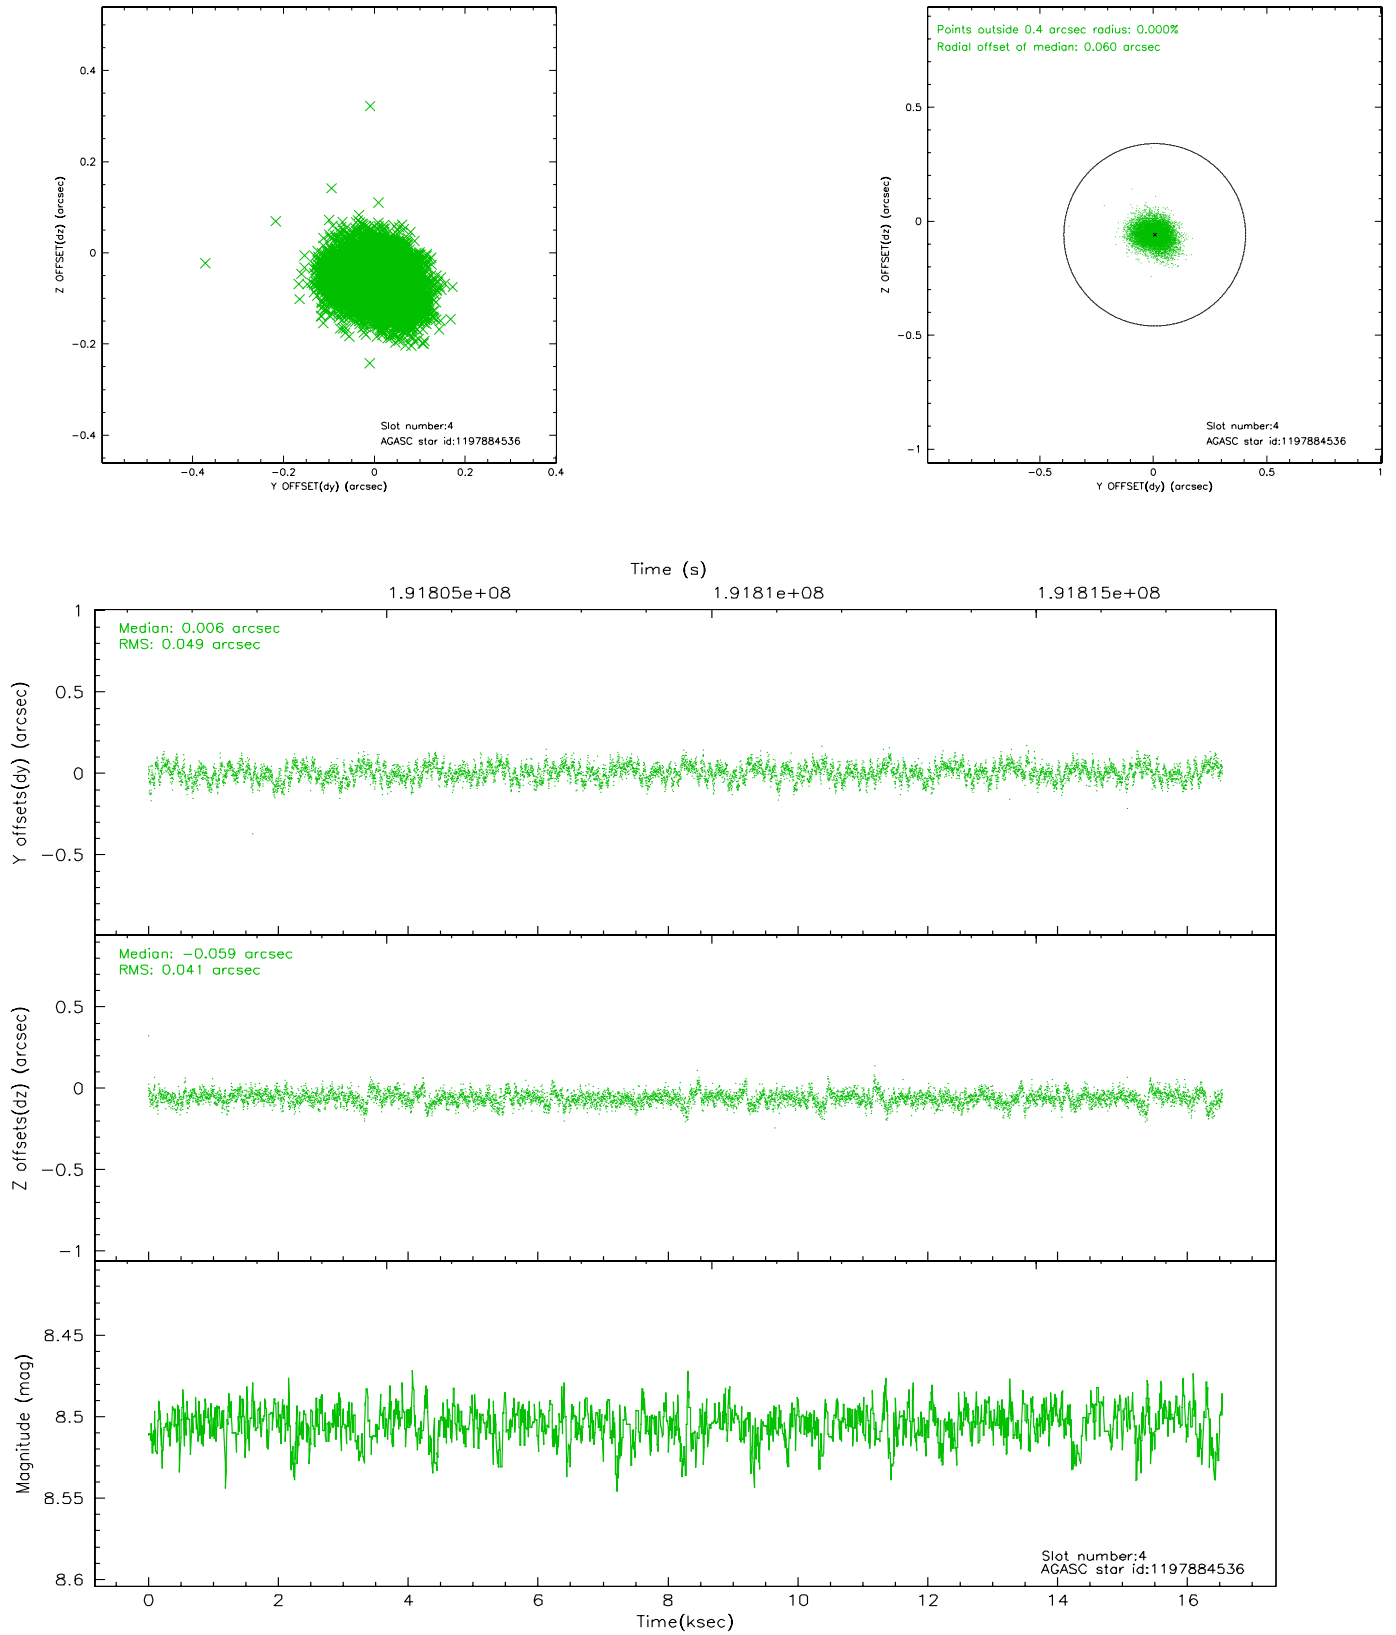 0.4
0.2
0
−0.2
−0.4
Z OFFSET(dz) (arcsec)
−0.4 −0.2 0 0.2 0.4
Y OFFSET(dy) (arcsec)
Slot number:4
AGASC star id:1197884536
Points outside 0.4 arcsec radius: 0.000%
Radial offset of median: 0.060 arcsec
0.5
0
−0.5
−1
Z OFFSET(dz) (arcsec)
−0.5 0 0.5 1
Y OFFSET(dy) (arcsec)
Slot number:4
AGASC star id:1197884536
Time (s)
1.91805e+08 1.9181e+08 1.91815e+08
Median: 0.006 arcsec
RMS: 0.049 arcsec
1
0.5
0
−0.5
Y offsets(dy) (arcsec)
Median: −0.059 arcsec
RMS: 0.041 arcsec
0.5
0
−0.5
−1
Z offsets(dz) (arcsec)
8.45
8.5
8.55
8.6
Magnitude (mag)
Slot number:4
AGASC star id:1197884536
0 2 4 6 8 10 12 14 16
Time(ksec)